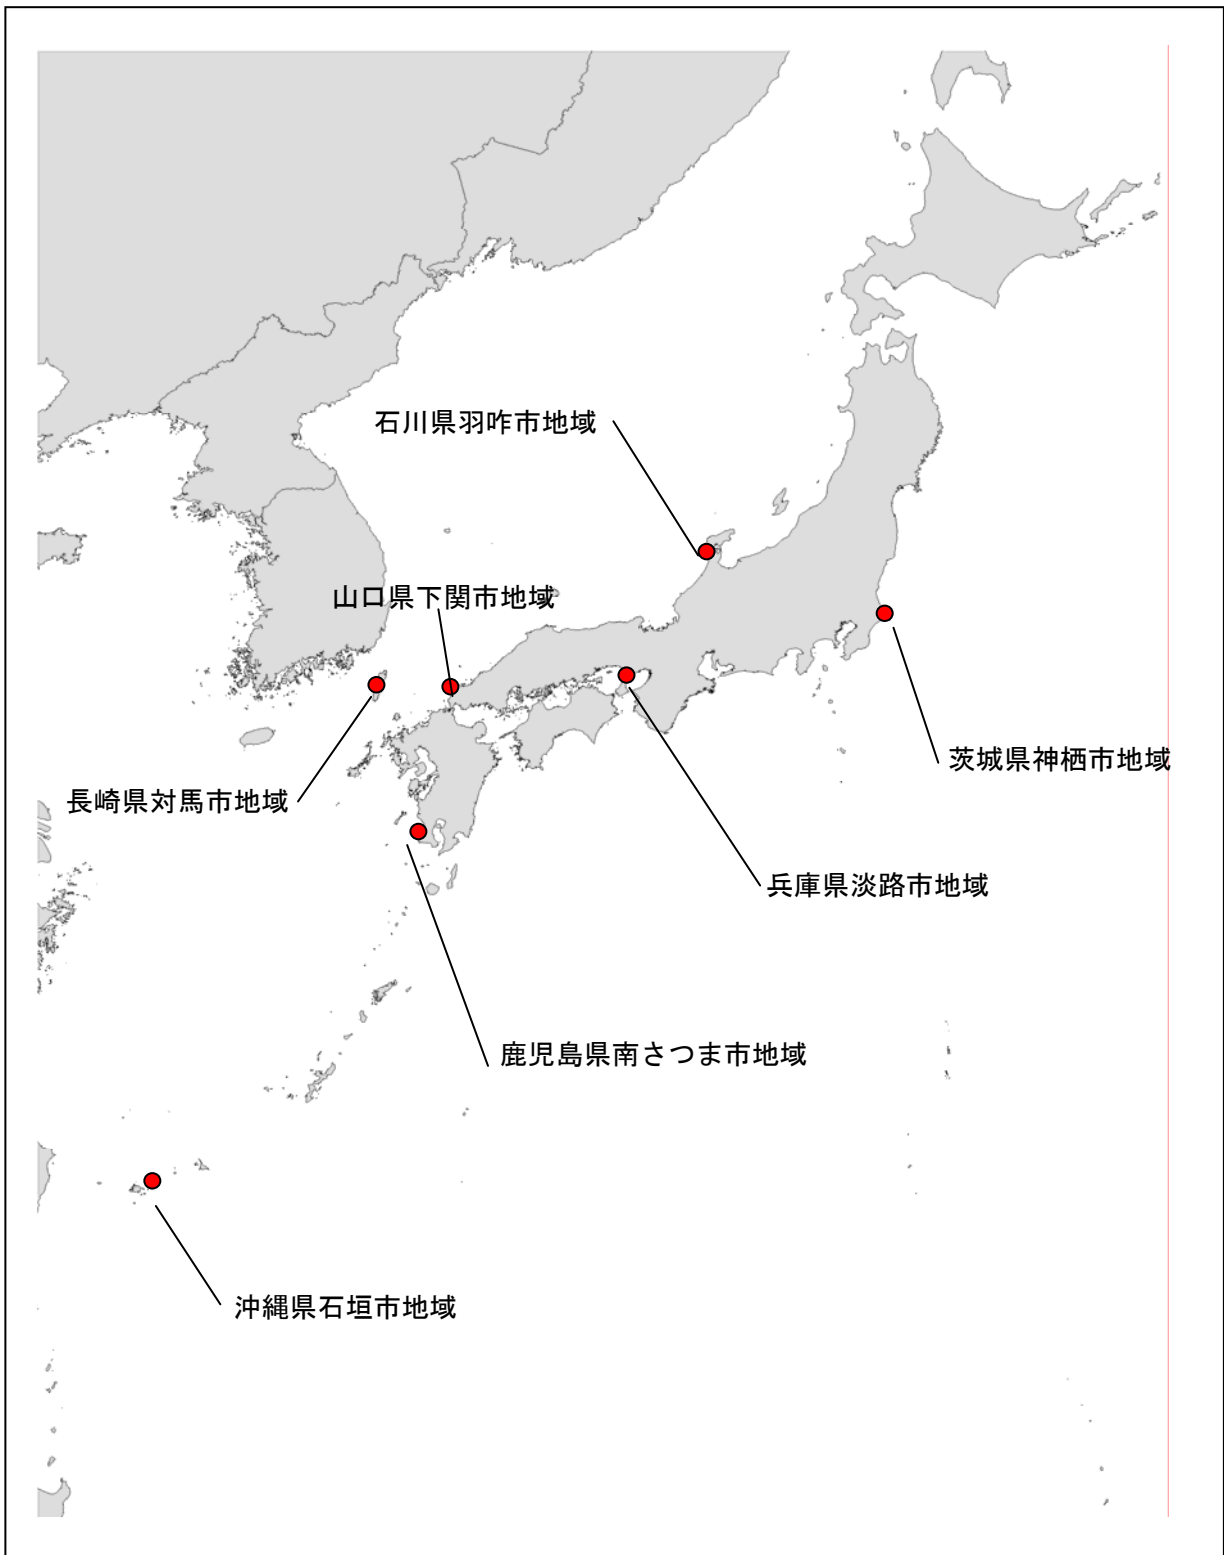 石川県羽咋市地域
山口県下関市地域
茨城県神栖市地域
長崎県対馬市地域
兵庫県淡路市地域
鹿児島県南さつま市地域
沖縄県石垣市地域